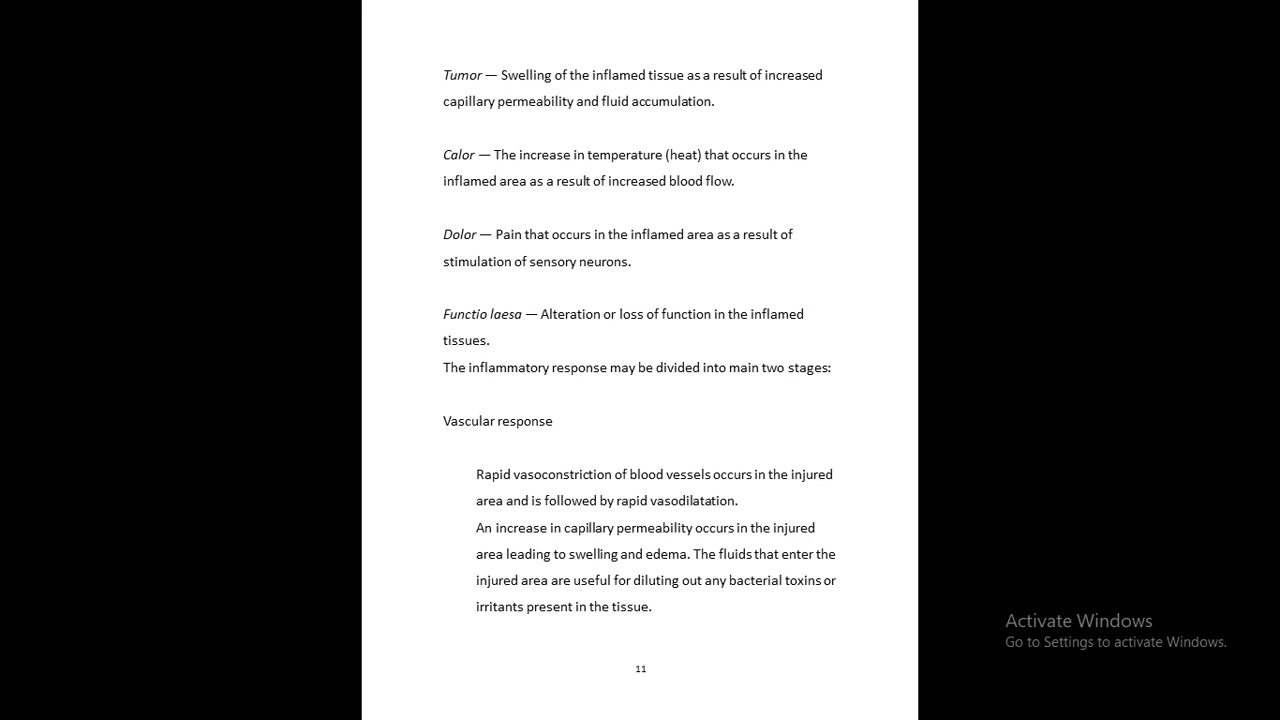 Tumor — Swelling of the inflamed tissue as a result of increased
capillary permeability and fluid accumulation.
Calor — The increase in temperature (heat) that occurs in the
inflamed area as a result of increased blood flow.
Dolor — Pain that occurs in the inflamed area as a result of
stimulation of sensory neurons.
Functio laesa — Alteration or loss of function in the inflamed
tissues.
The inflammatory response may be divided into main two stages:
Vascular response
Rapid vasoconstriction of blood vessels occurs in the injured
area and is followed by rapid vasodilatation.
An increase in capillary permeability occurs in the injured
area leading to swelling and edema. The fluids that enter the
injured area are useful for diluting out any bacterial toxins or
irritants present in the tissue.
11
Activate Windows
Go to Settings to activate Windows.